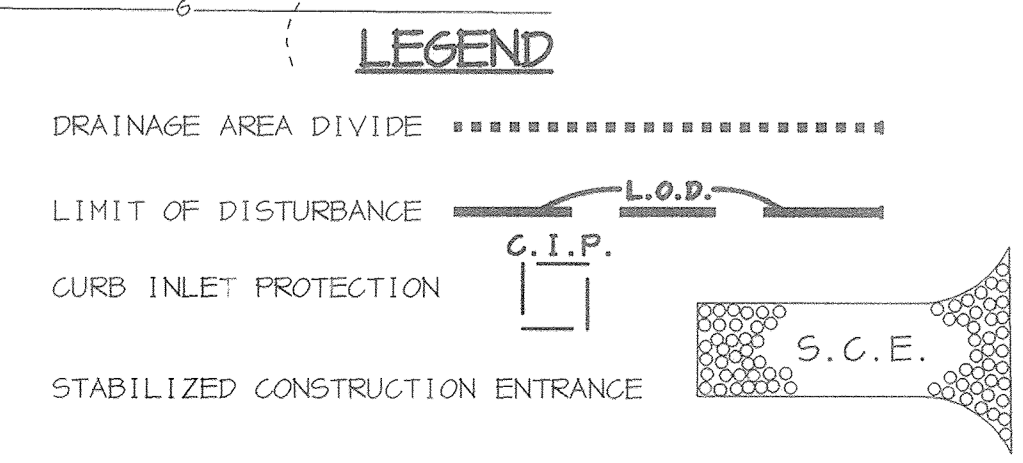 G
LEGEND
DRAINAGE AREA DIVIDE
L.O.D.
LIMIT OF DISTURBANCE
C.I.P.
CURB INLET PROTECTION
S.C.E.
STABILIZED CONSTRUCTION ENTRANCE